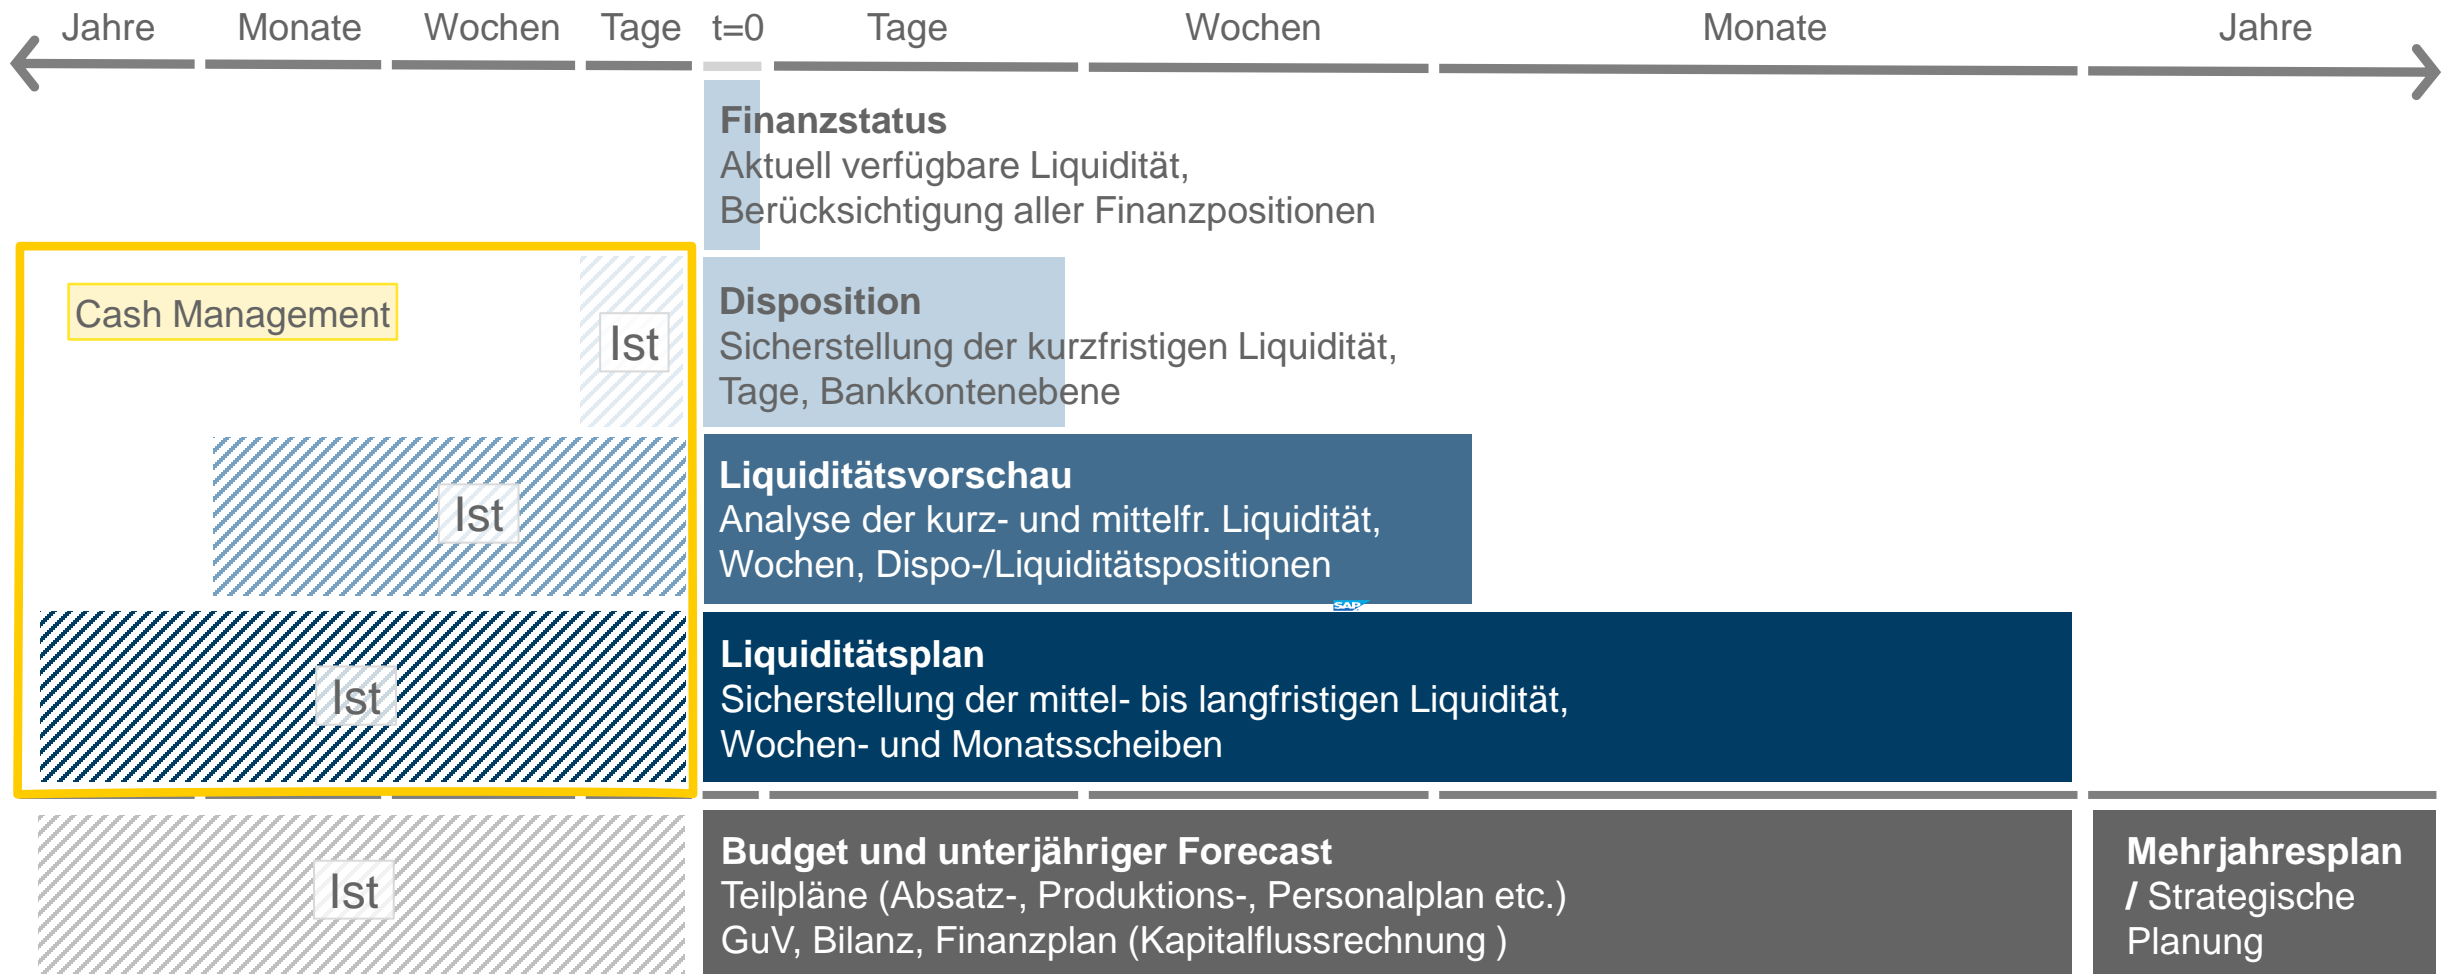 Jahre Monate Wochen Tage t=0 Tage Wochen Monate Jahre
Finanzstatus
Aktuell verfügbare Liquidität,
Berücksichtigung aller Finanzpositionen
Cash Management
Ist
Disposition
Sicherstellung der kurzfristigen Liquidität,
Tage, Bankkontenebene
Ist
Liquiditätsvorschau
Analyse der kurz- und mittelfr. Liquidität,
Wochen, Dispo-/Liquiditätspositionen
SAP
Ist
Liquiditätsplan
Sicherstellung der mittel- bis langfristigen Liquidität,
Wochen- und Monatsscheiben
Ist
Budget und unterjähriger Forecast
Teilpläne (Absatz-, Produktions-, Personalplan etc.)
GuV, Bilanz, Finanzplan (Kapitalflussrechnung )
Mehrjahresplan
/ Strategische
Planung